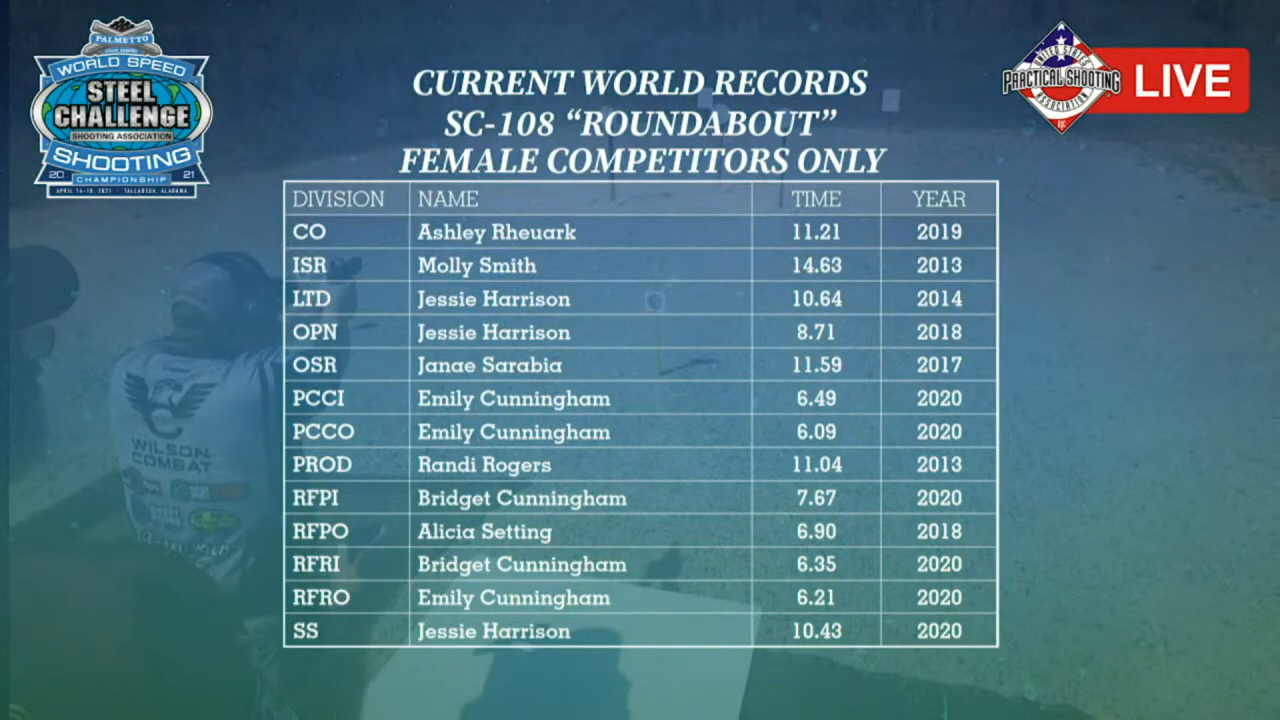 PALMETTO
WORLD SPEED
STEEL
CHALLENGE
SHOOTING ASSOCIATION
SHOOTING
20 21
CHAMPIONSHIP
CURRENT WORLD RECORDS
SC-108 “ROUNDABOUT”
FEMALE COMPETITORS ONLY
UNITED STATES
PRACTICAL SHOOTING
ASSOCIATION
LIVE
DIVISION NAME TIME YEAR
CO Ashley Rheuark 11.21 2019
ISR Molly Smith 14.63 2013
LTD Jessie Harrison 10.64 2014
OPN Jessie Harrison 8.71 2018
OSR Janae Sarabia 11.59 2017
PCCI Emily Cunningham 6.49 2020
PCCO Emily Cunningham 6.09 2020
PROD Randi Rogers 11.04 2013
RFPI Bridget Cunningham 7.67 2020
RFPO Alicia Setting 6.90 2018
RFRI Bridget Cunningham 6.35 2020
RFRO Emily Cunningham 6.21 2020
SS Jessie Harrison 10.43 2020
WILSON
COMBAT